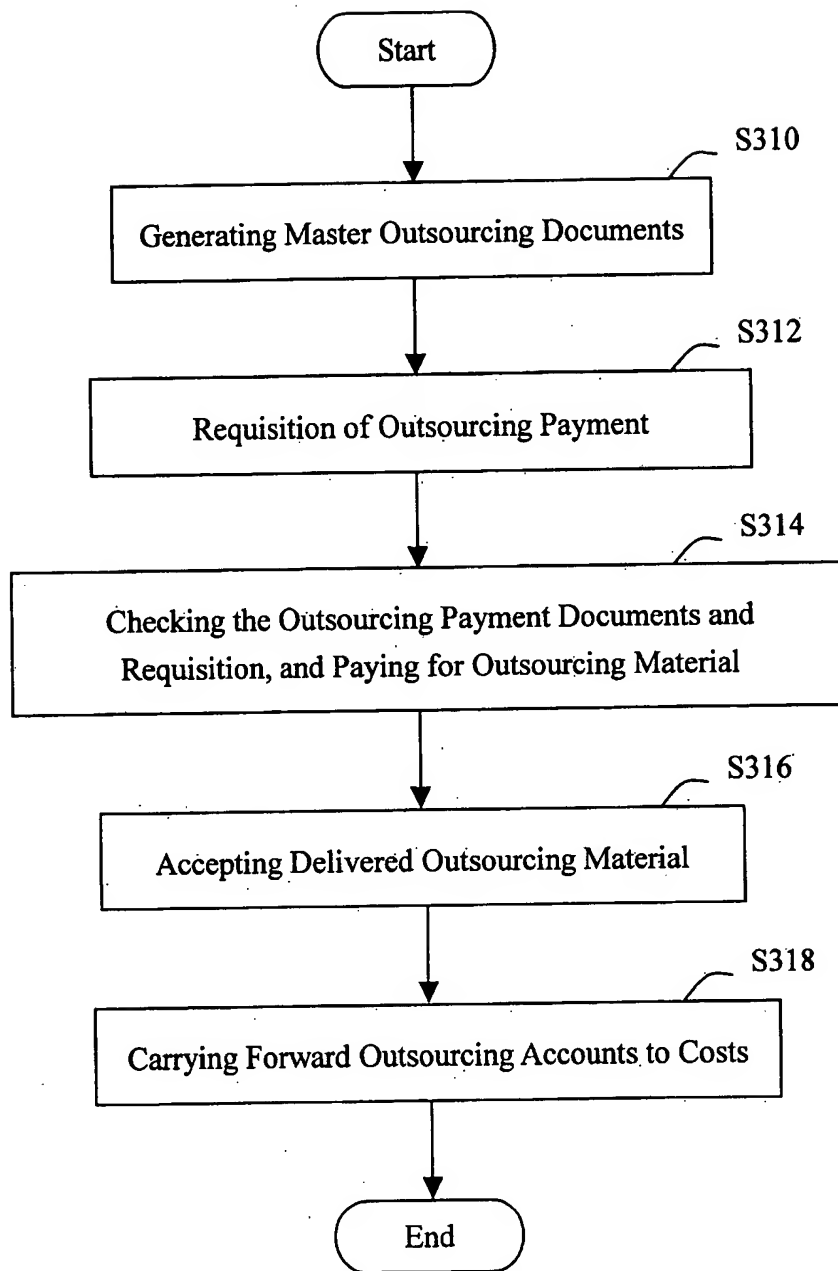 Start
S310
Generating Master Outsourcing Documents
S312
Requisition of Outsourcing Payment
S314
Checking the Outsourcing Payment Documents and
Requisition, and Paying for Outsourcing Material
S316
Accepting Delivered Outsourcing Material
S318
Carrying Forward Outsourcing Accounts to Costs
End